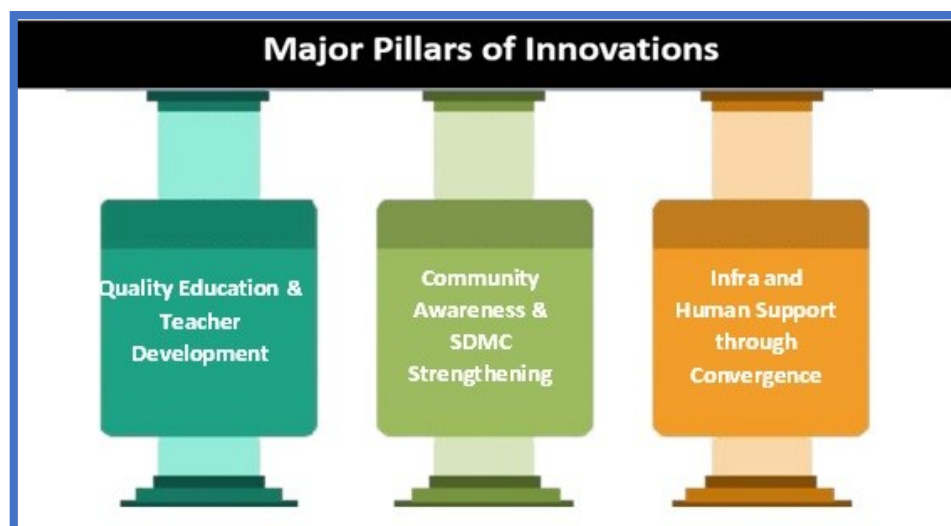 Major Pillars of Innovations
Quality Education &
Teacher
Development
Community
Awareness &
SDMC
Strengthening
Infra and
Human Support
through
Convergence